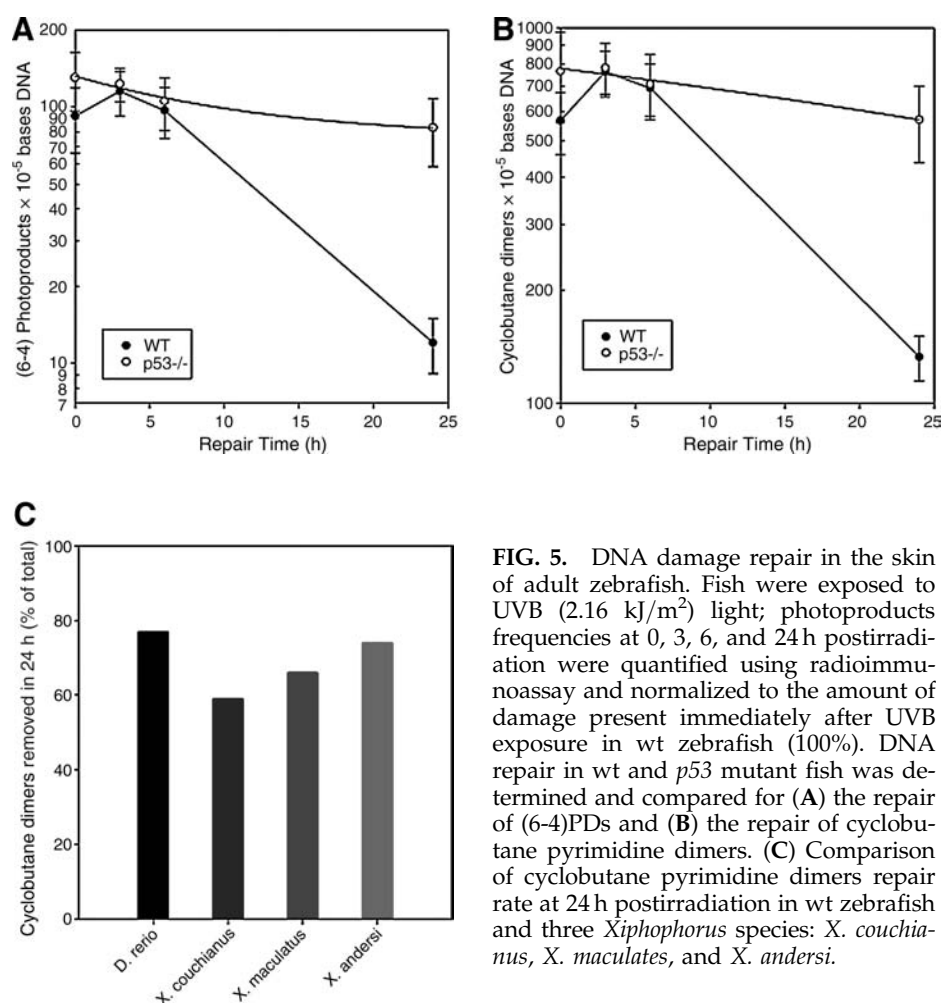 A
200
100
90
80
70
60
50
40
30
20
10
9
8
7
(6-4) Photoproducts × 10-5 bases DNA
WT
p53-/-
0 5 10 15 20 25
Repair Time (h)
B
1000
900
800
700
600
500
400
300
200
100
Cyclobutane dimers × 10-5 bases DNA
WT
p53-/-
0 5 10 15 20 25
Repair Time (h)
C
100
80
60
40
20
0
Cyclobutane dimers removed in 24 h (% of total)
D. rerio
X. couchianus
X. maculatus
X. andersi
FIG. 5. DNA damage repair in the skin
of adult zebrafish. Fish were exposed to
UVB (2.16 kJ/m2) light; photoproducts
frequencies at 0, 3, 6, and 24 h postirradi-
ation were quantified using radioimmu-
noassay and normalized to the amount of
damage present immediately after UVB
exposure in wt zebrafish (100%). DNA
repair in wt and p53 mutant fish was de-
termined and compared for (A) the repair
of (6-4)PDs and (B) the repair of cyclobu-
tane pyrimidine dimers. (C) Comparison
of cyclobutane pyrimidine dimers repair
rate at 24 h postirradiation in wt zebrafish
and three Xiphophorus species: X. couchia-
nus, X. maculates, and X. andersi.